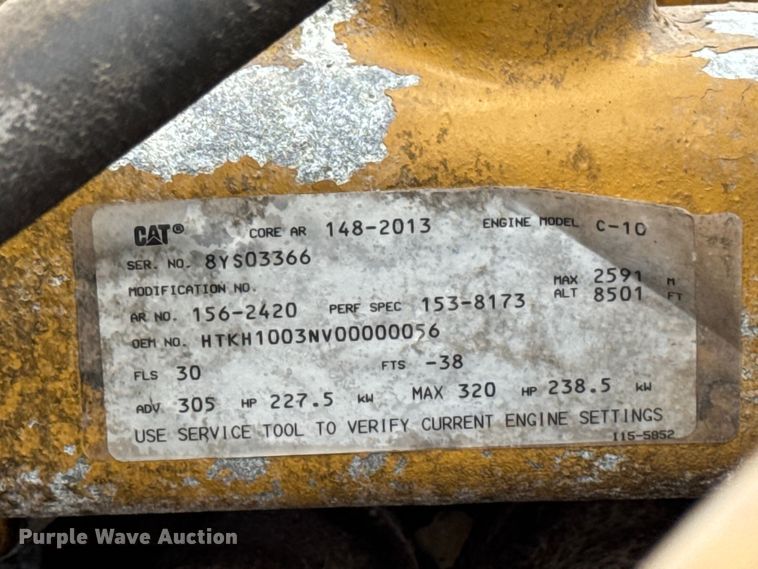 CAT® CORE AR 148-2013 ENGINE MODEL C-10
SER. NO. 8YS03366
MODIFICATION NO. MAX 2591 M
AR NO. 156-2420 PERF SPEC 153-8173 ALT 8501 FT
OEM NO. HTKH1003NV00000056
FLS 30 FTS -38
ADV 305 HP 227.5 kW MAX 320 HP 238.5 kW
USE SERVICE TOOL TO VERIFY CURRENT ENGINE SETTINGS
115-5852
Purple Wave Auction